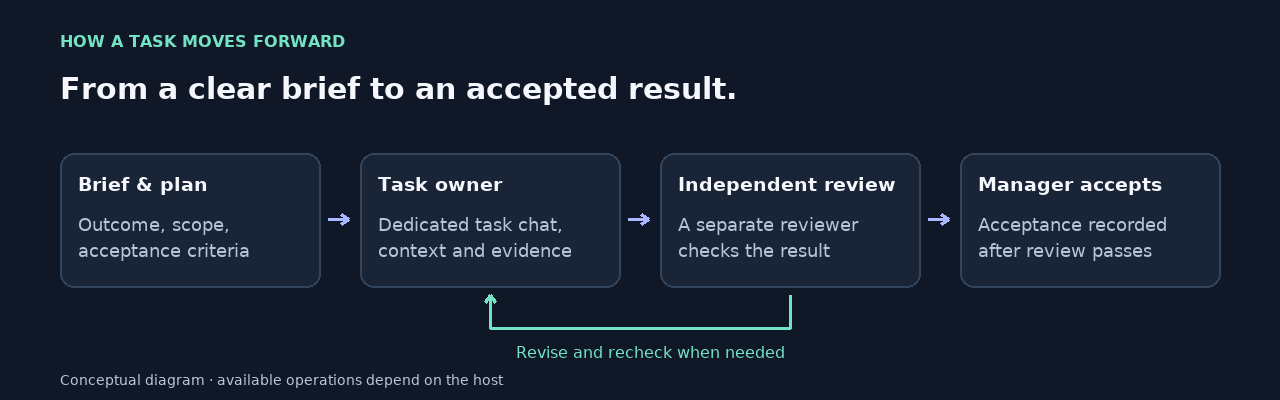 HOW A TASK MOVES FORWARD
From a clear brief to an accepted result.
Brief & plan
Outcome, scope,
acceptance criteria
Task owner
Dedicated task chat,
context and evidence
Independent review
A separate reviewer
checks the result
Manager accepts
Acceptance recorded
after review passes
Revise and recheck when needed
Conceptual diagram · available operations depend on the host